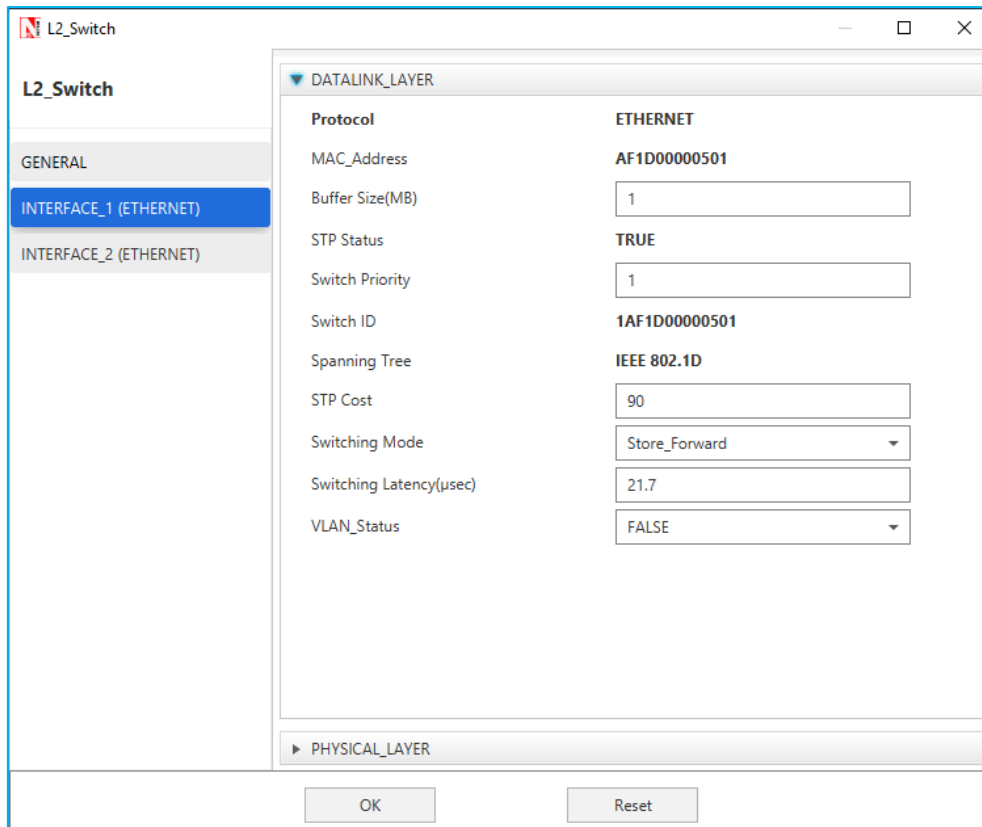 L2_Switch
L2_Switch
GENERAL
INTERFACE_1 (ETHERNET)
INTERFACE_2 (ETHERNET)
DATALINK_LAYER
Protocol ETHERNET
MAC_Address AF1D00000501
Buffer Size(MB) 1
STP Status TRUE
Switch Priority 1
Switch ID 1AF1D00000501
Spanning Tree IEEE 802.1D
STP Cost 90
Switching Mode Store_Forward
Switching Latency(µsec) 21.7
VLAN_Status FALSE
PHYSICAL_LAYER
OK Reset